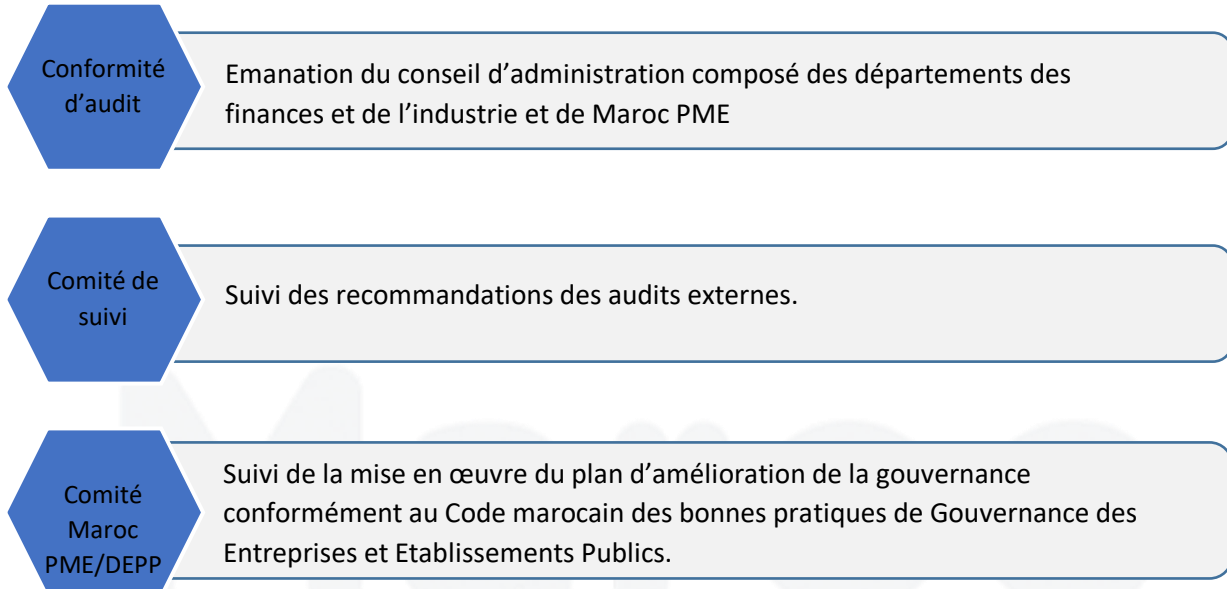 Conformité
d’audit
Emanation du conseil d’administration composé des départements des
finances et de l’industrie et de Maroc PME
Comité de
suivi
Suivi des recommandations des audits externes.
Comité
Maroc
PME/DEPP
Suivi de la mise en œuvre du plan d’amélioration de la gouvernance
conformément au Code marocain des bonnes pratiques de Gouvernance des
Entreprises et Etablissements Publics.